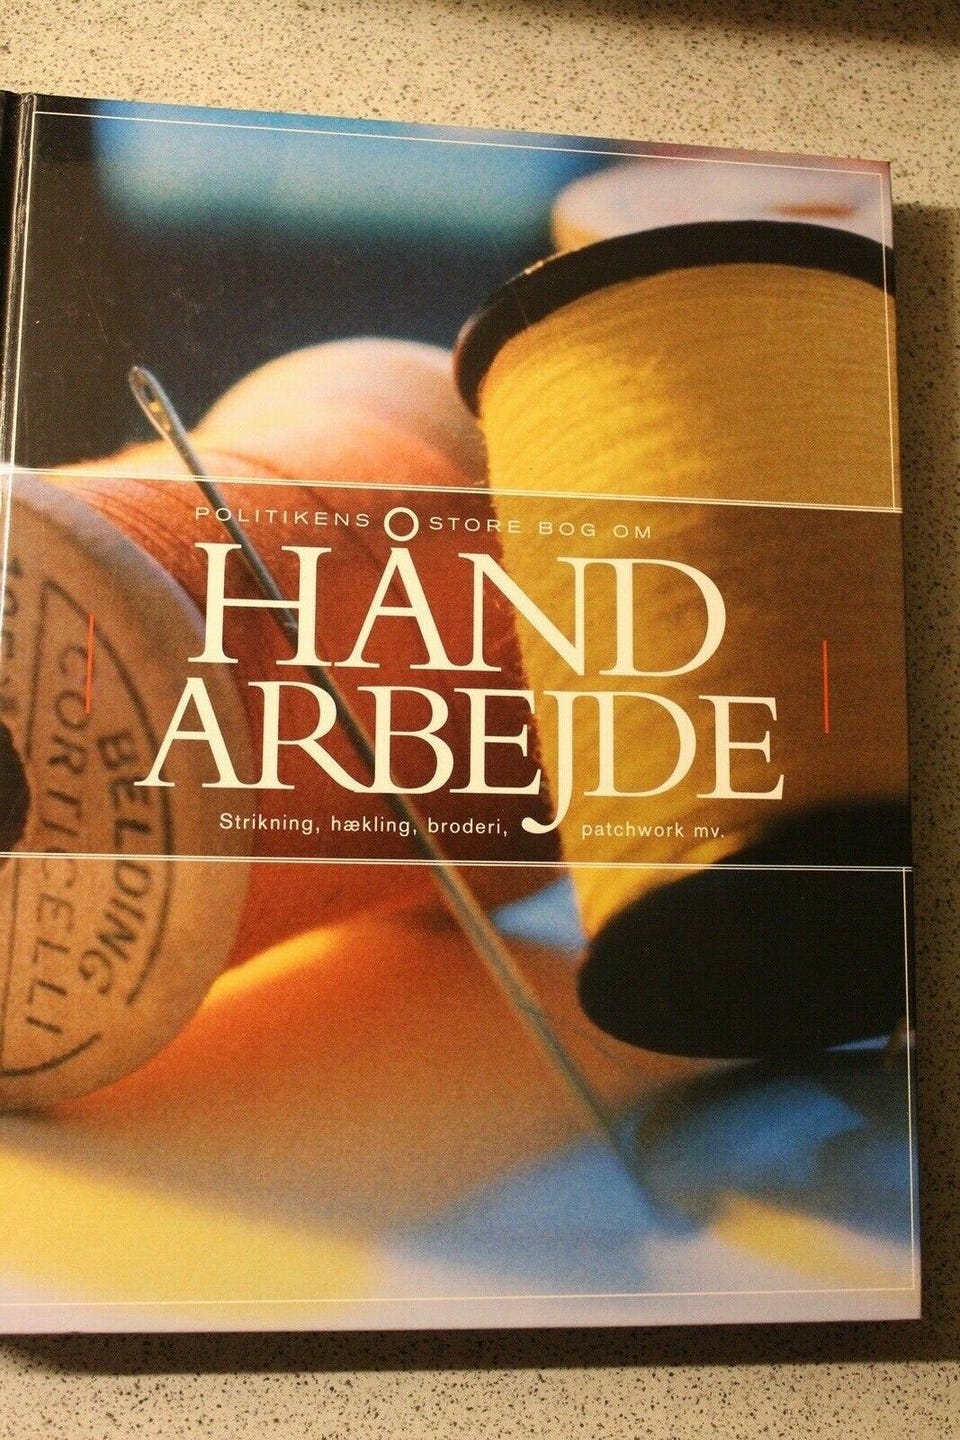 POLITIKENS STORE BOG OM
HÅND
ARBEJDE
Strikning, hækling, broderi, patchwork mv.
BELDING
CORTICELLI